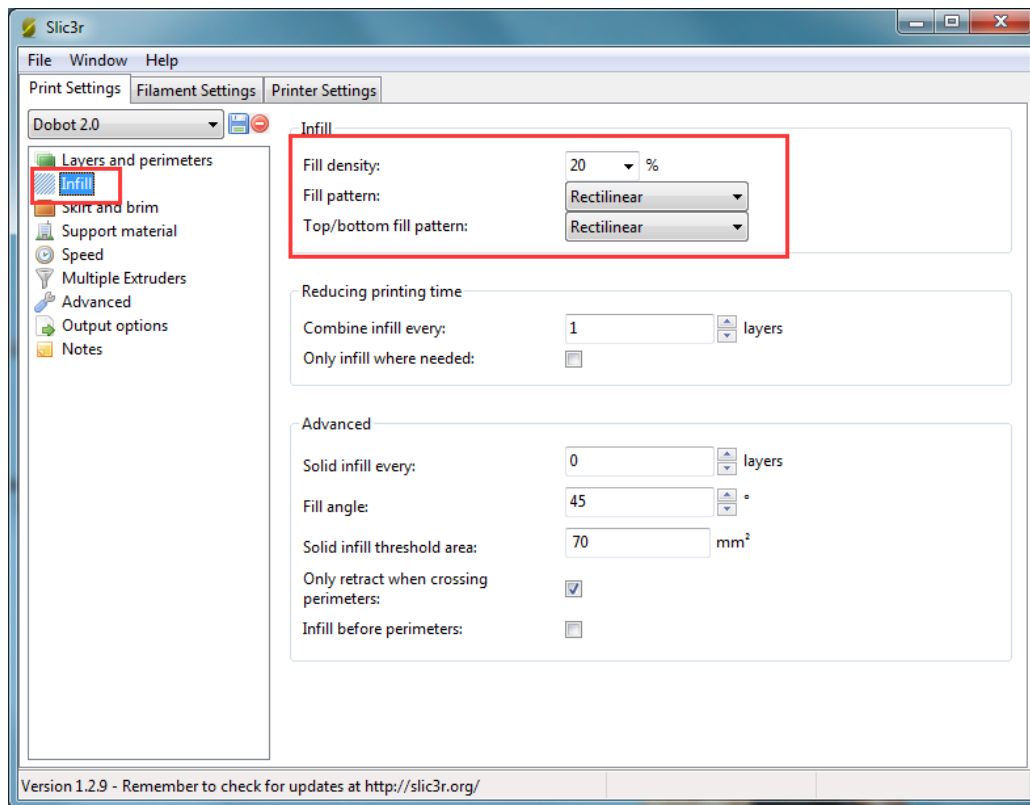 Slic3r
File Window Help
Print Settings Filament Settings Printer Settings
Dobot 2.0
Layers and perimeters
Infill
Skirt and brim
Support material
Speed
Multiple Extruders
Advanced
Output options
Notes
Infill
Fill density: 20 %
Fill pattern: Rectilinear
Top/bottom fill pattern: Rectilinear
Reducing printing time
Combine infill every: 1 layers
Only infill where needed:
Advanced
Solid infill every: 0 layers
Fill angle: 45 °
Solid infill threshold area: 70 mm²
Only retract when crossing
perimeters:
Infill before perimeters:
Version 1.2.9 - Remember to check for updates at http://slic3r.org/